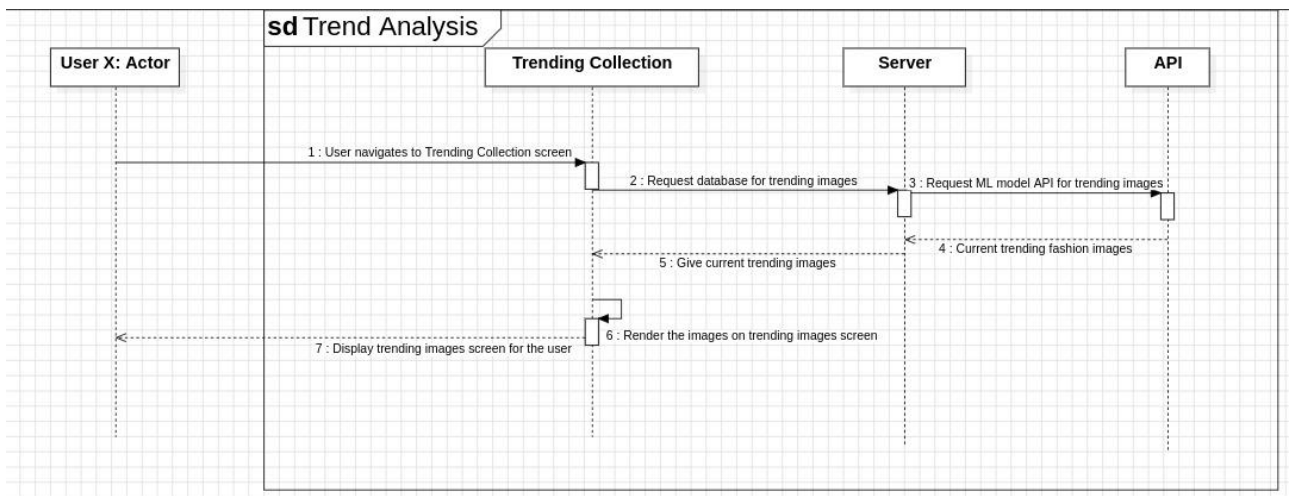 sd Trend Analysis
User X: Actor
Trending Collection
Server
API
1 : User navigates to Trending Collection screen
2 : Request database for trending images
3 : Request ML model API for trending images
4 : Current trending fashion images
5 : Give current trending images
6 : Render the images on trending images screen
7 : Display trending images screen for the user